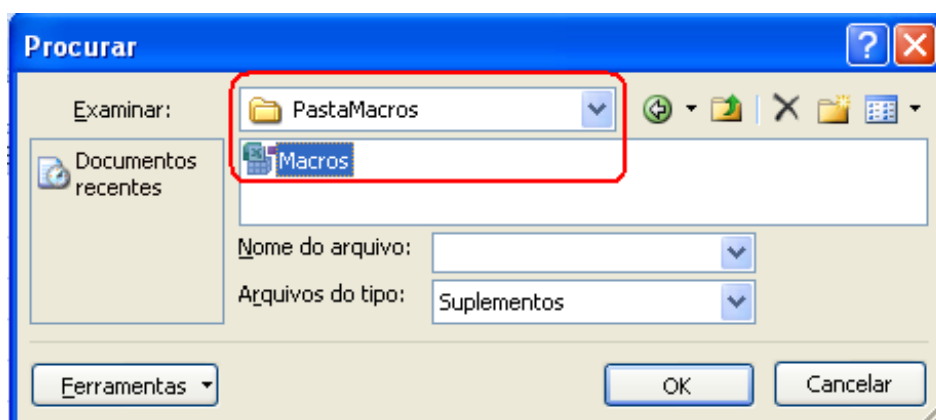 Procurar
Examinar:
PastaMacros
Documentos
recentes
Macros
Nome do arquivo:
Arquivos do tipo:
Suplementos
Ferramentas
OK
Cancelar